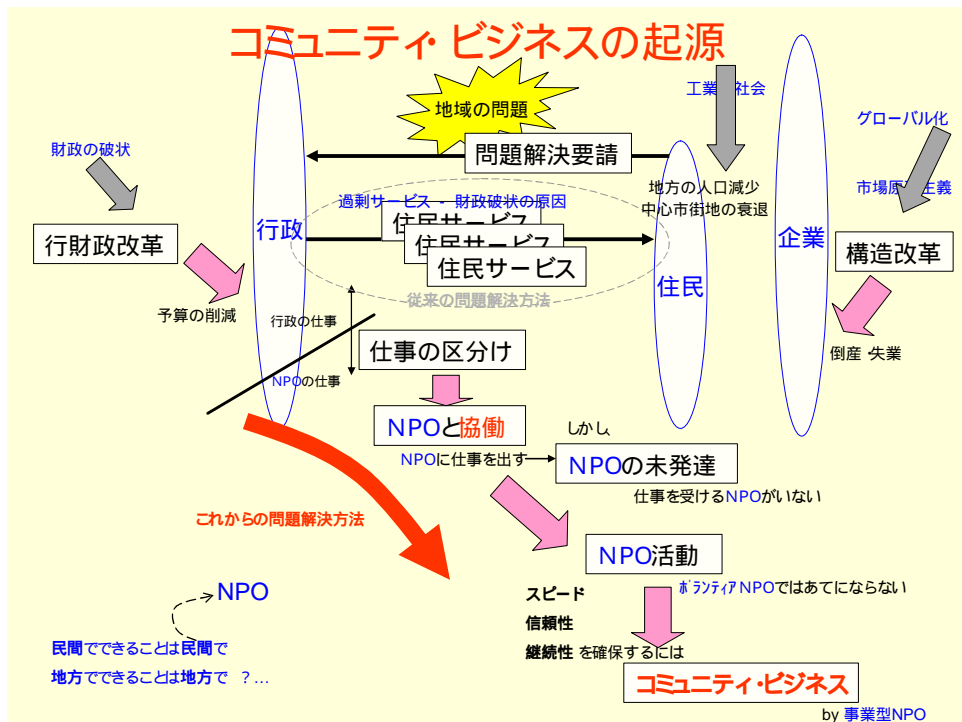 コミュニティ・ビジネスの起源
地域の問題
工業 社会
グローバル化
財政の破状
問題解決要請
地方の人口減少
中心市街地の衰退
市場原 主義
過剰サービス - 財政破状の原因
行政
住民サービス
住民サービス
住民サービス
企業
行財政改革
構造改革
住民
従来の問題解決方法
予算の削減
行政の仕事
仕事の区分け
倒産・失業
NPOの仕事
NPOと協働
しかし、
NPOに仕事を出す
NPOの未発達
仕事を受けるNPOがいない
これからの問題解決方法
NPO活動
ボランティアNPOではあてにならない
NPO
スピード
信頼性
継続性 を確保するには
民間でできることは民間で
地方でできることは地方で ？…
コミュニティ・ビジネス
by 事業型NPO